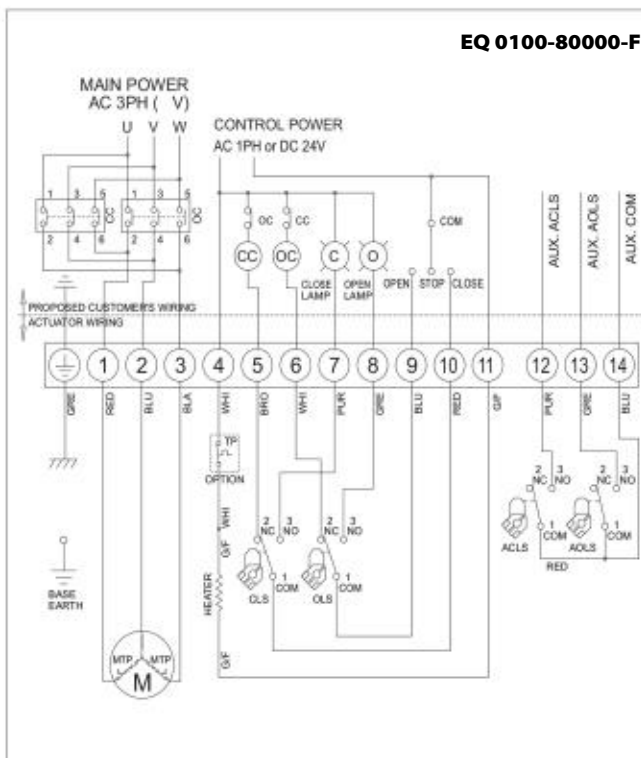 EQ 0100-80000-F
MAIN POWER
AC 3PH ( V)
U V W
CONTROL POWER
AC 1PH or DC 24V
1 3 5 1 3 5
CC OC
2 4 6 2 4 6
OC CC
CC OC C O
COM
CLOSE LAMP
OPEN LAMP
OPEN STOP CLOSE
AUX. ACLS
AUX. AOLS
AUX. COM
PROPOSED CUSTOMER'S WIRING
ACTUATOR WIRING
1 2 3 4 5 6 7 8 9 10 11 12 13 14
GRE RED BLU BLA WHI BRO WHI PUR GRE BLU RED G/F PUR GRE BLU
TP
OPTION
WHI
G/F
HEATER
G/F
2 NC 3 NO
1 COM
CLS
2 NC 3 NO
1 COM
OLS
2 NC 3 NO
1 COM
ACLS
2 NC 3 NO
1 COM
AOLS
RED
BASE
EARTH
MTP MTP
M